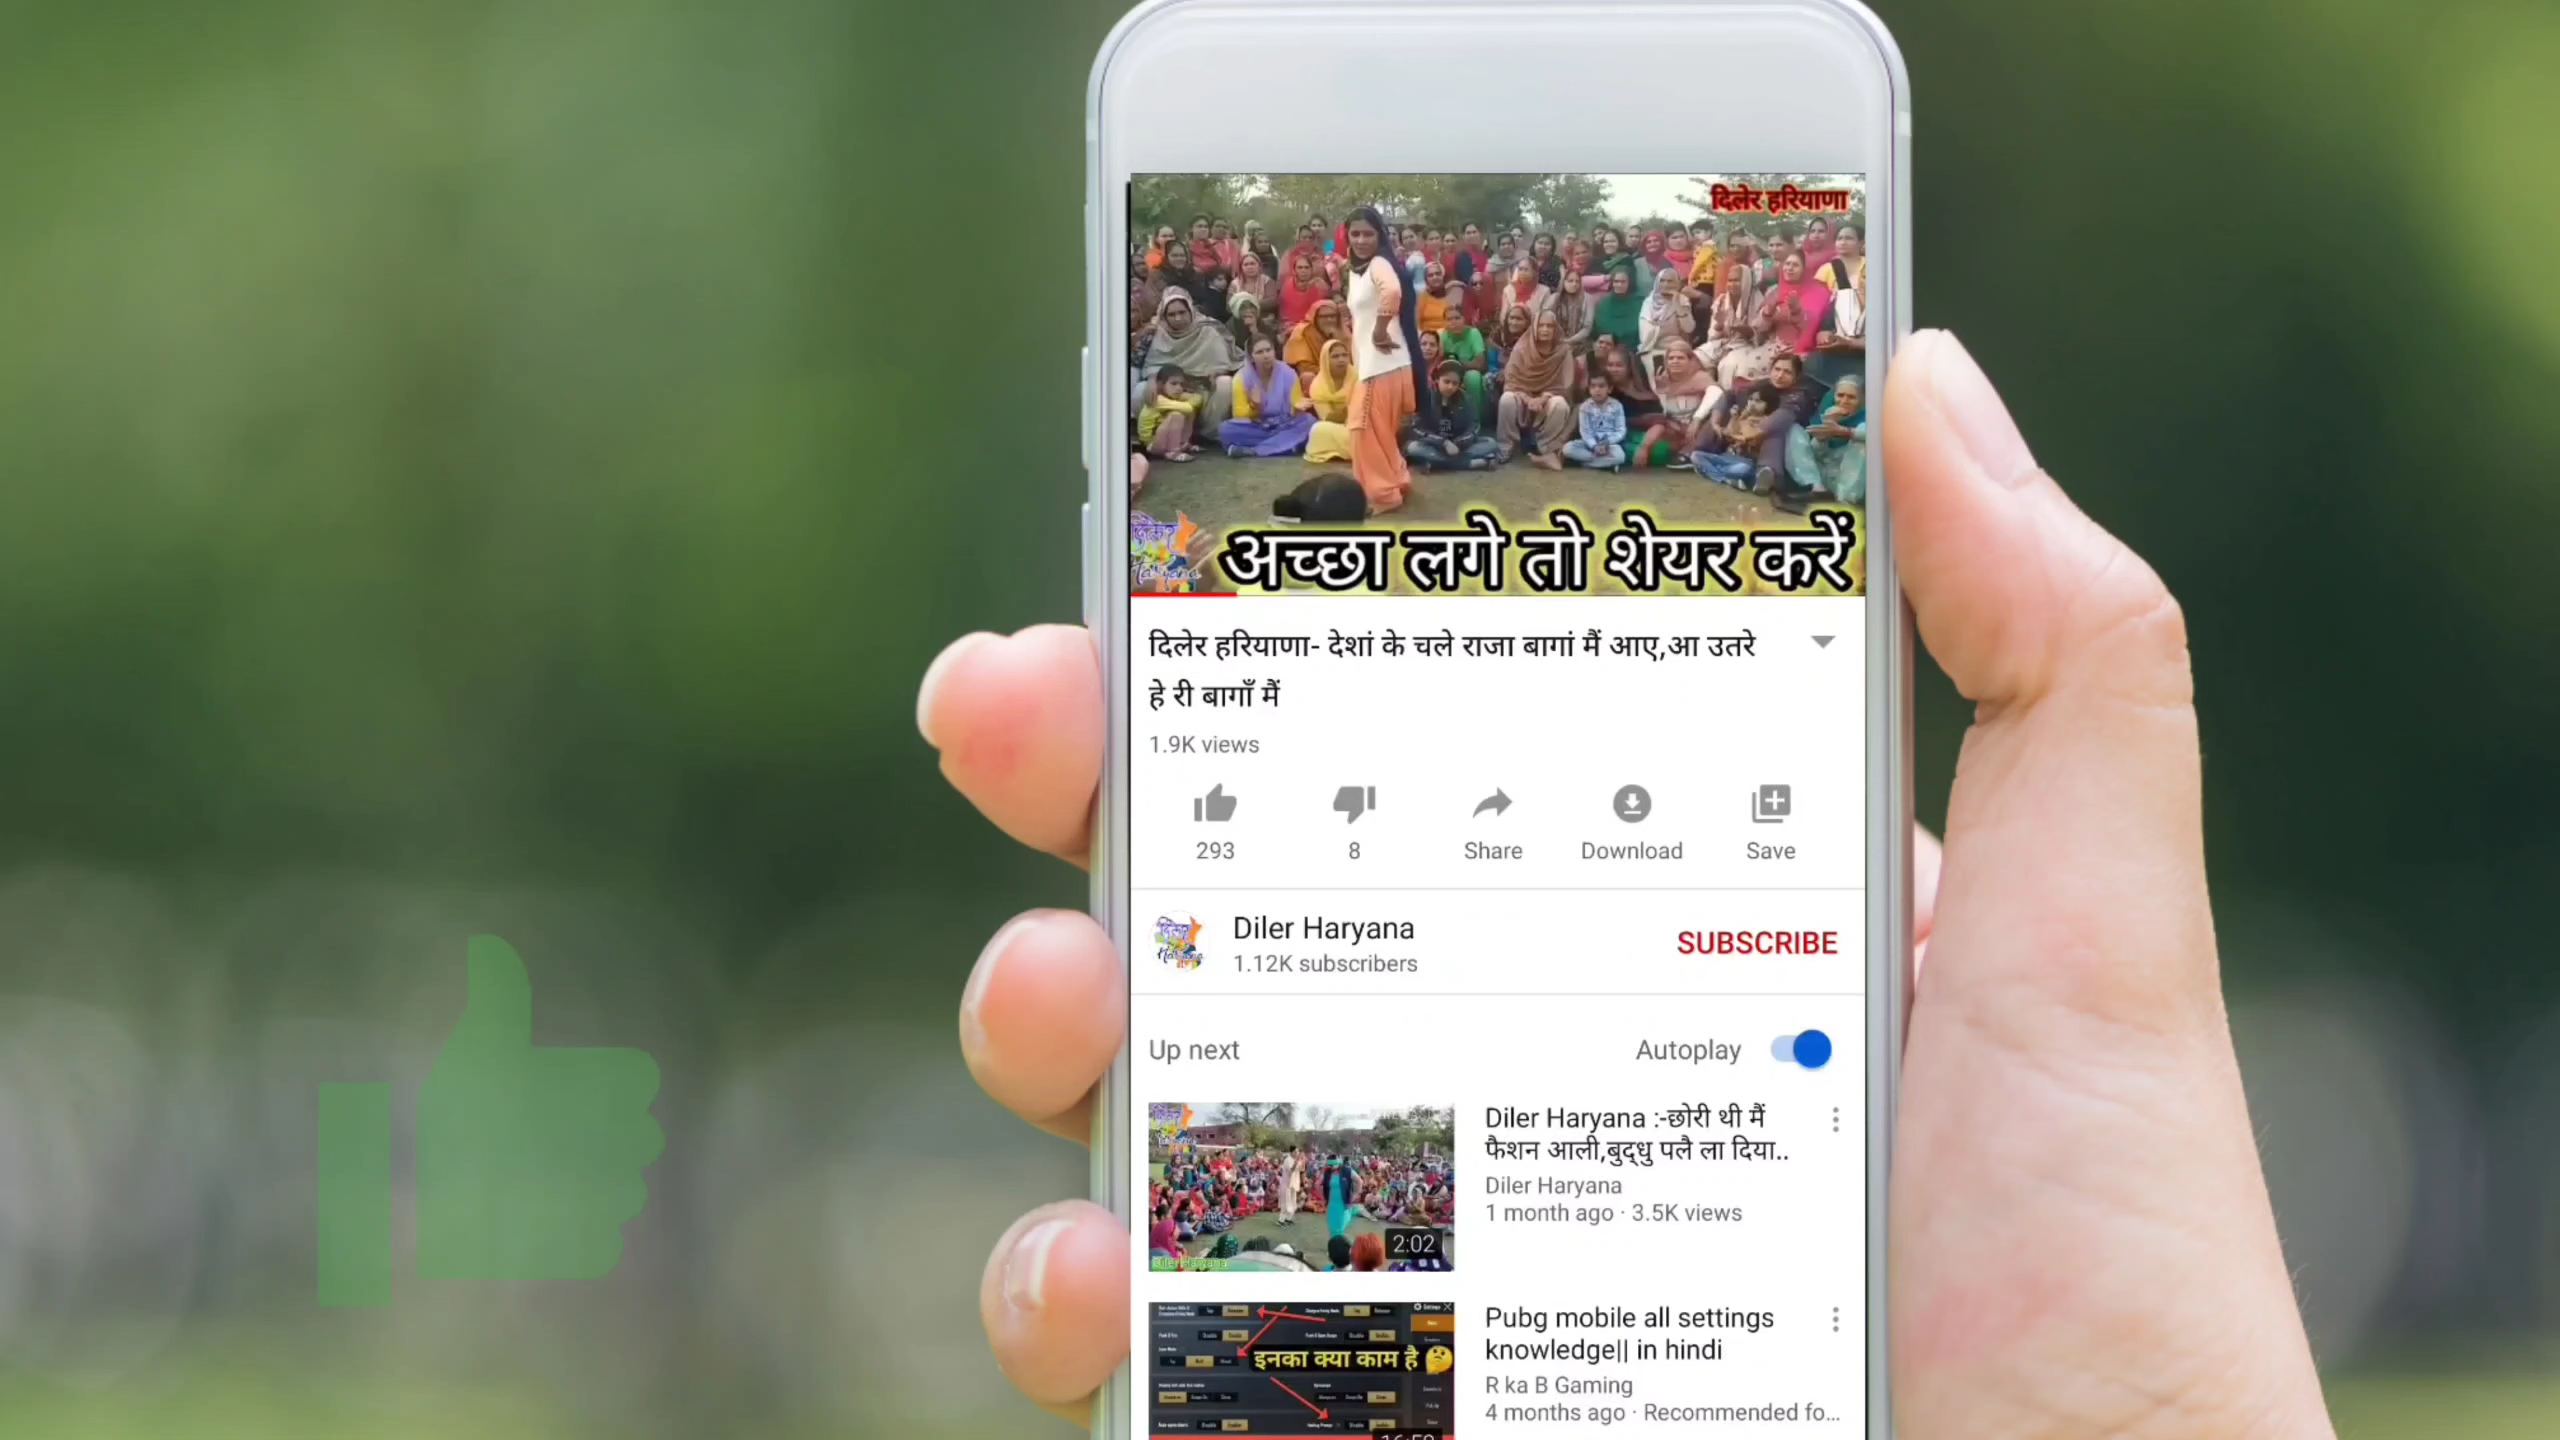 दिलेर हरियाणा
अच्छा लगे तो शेयर करें
दिलेर हरियाणा- देशां के चले राजा बागां मैं आए,आ उतरे
हे री बागाँ मैं
1.9K views
293
8
Share
Download
Save
Diler Haryana
1.12K subscribers
SUBSCRIBE
Up next
Autoplay
Diler Haryana :-छोरी थी मैं
फैशन आली,बुद्धु पलै ला दिया..
Diler Haryana
1 month ago · 3.5K views
2:02
Diler Haryana
Pubg mobile all settings
knowledge|| in hindi
R ka B Gaming
4 months ago · Recommended fo...
इनका क्या काम है